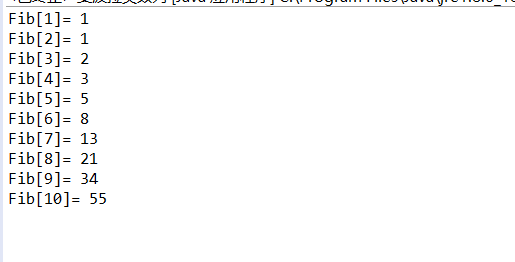 Fib[1]= 1
Fib[2]= 1
Fib[3]= 2
Fib[4]= 3
Fib[5]= 5
Fib[6]= 8
Fib[7]= 13
Fib[8]= 21
Fib[9]= 34
Fib[10]= 55